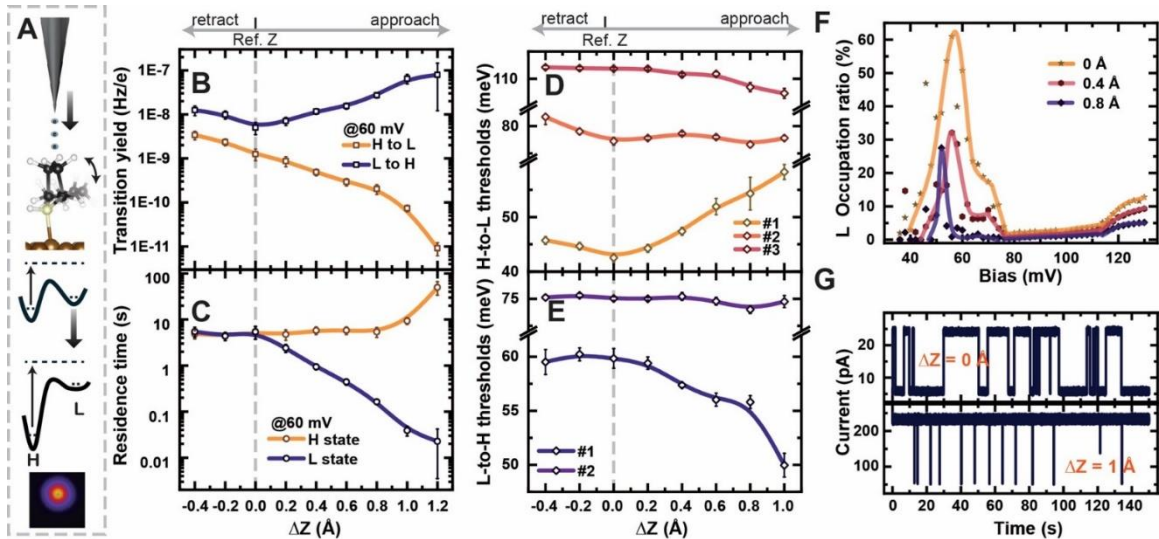 A
H
L
retract
approach
Ref. Z
B
Transition yield (Hz/e)
1E-7
1E-8
1E-9
1E-10
1E-11
@60 mV
H to L
L to H
C
Residence time (s)
100
10
1
0.1
0.01
@60 mV
H state
L state
-0.4 -0.2 0.0 0.2 0.4 0.6 0.8 1.0 1.2
ΔZ (Å)
retract
approach
Ref. Z
D
H-to-L thresholds (meV)
110
80
50
40
#1
#2
#3
E
L-to-H thresholds (meV)
75
60
55
50
#1
#2
-0.4 -0.2 0.0 0.2 0.4 0.6 0.8 1.0
ΔZ (Å)
F
L Occupation ratio (%)
70
60
50
40
30
20
10
0
0 Å
0.4 Å
0.8 Å
40 60 80 100 120
Bias (mV)
G
Current (pA)
20
10
ΔZ = 0 Å
200
150
100
ΔZ = 1 Å
0 20 40 60 80 100 120 140
Time (s)